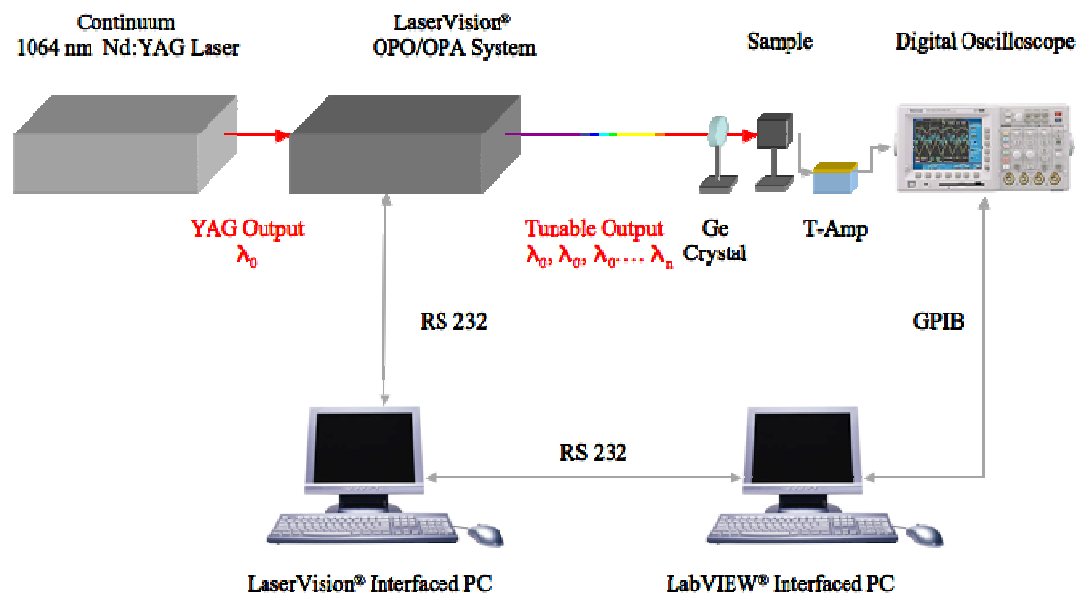 Continuum
1064 nm Nd:YAG Laser
LaserVision®
OPO/OPA System
Sample
Digital Oscilloscope
YAG Output
λ₀
Tunable Output
λ₀, λ₀, λ₀.... λₙ
Ge
Crystal
T-Amp
RS 232
GPIB
RS 232
LaserVision® Interfaced PC
LabVIEW® Interfaced PC